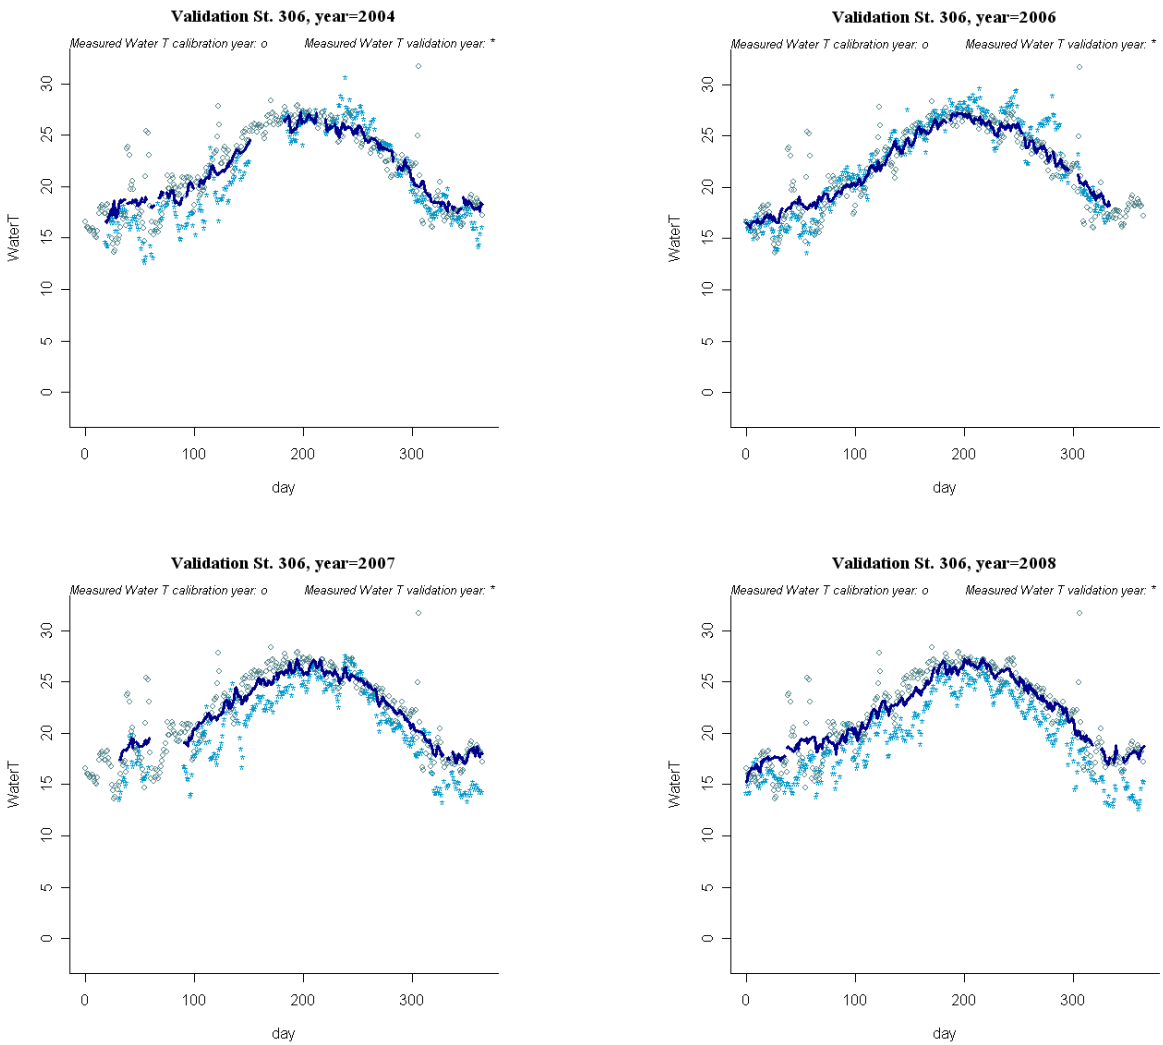 Validation St. 306, year=2004
Measured Water T calibration year: o Measured Water T validation year: *
30
25
20
15
10
5
0
WaterT
0 100 200 300
day
Validation St. 306, year=2006
Measured Water T calibration year: o Measured Water T validation year: *
30
25
20
15
10
5
0
WaterT
0 100 200 300
day
Validation St. 306, year=2007
Measured Water T calibration year: o Measured Water T validation year: *
30
25
20
15
10
5
0
WaterT
0 100 200 300
day
Validation St. 306, year=2008
Measured Water T calibration year: o Measured Water T validation year: *
30
25
20
15
10
5
0
WaterT
0 100 200 300
day